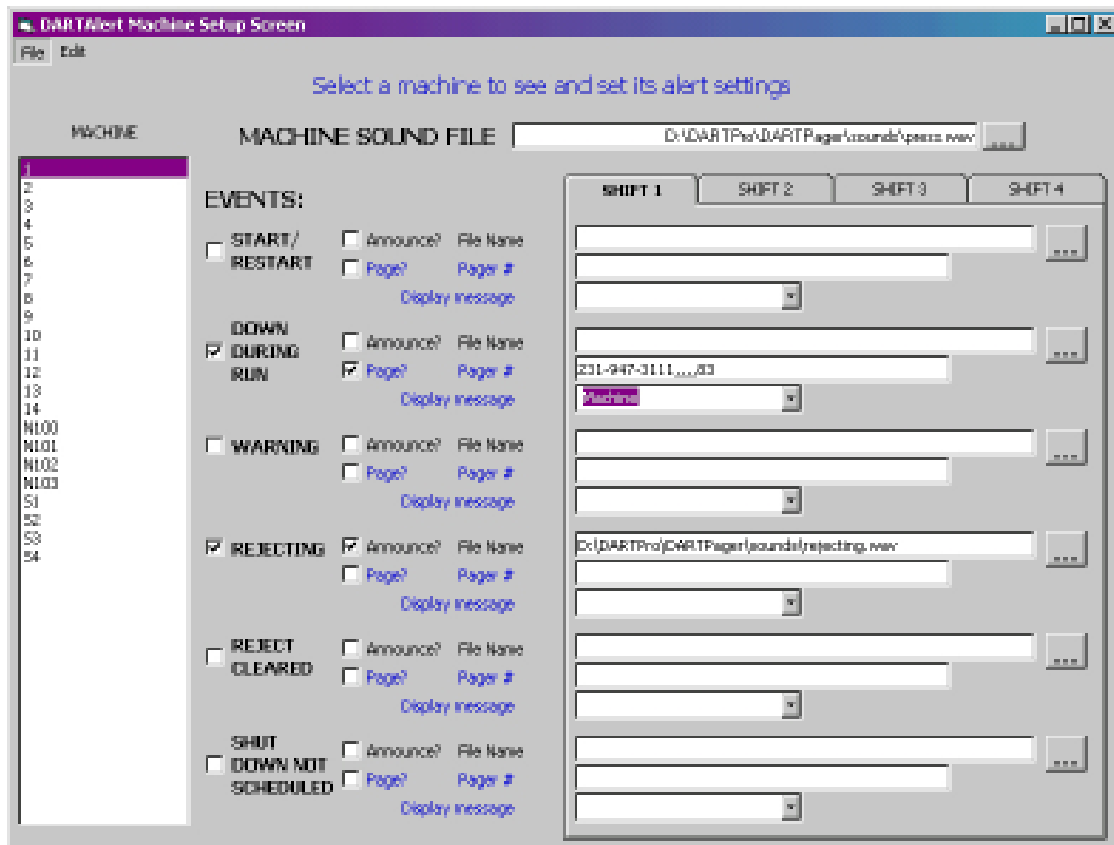 DARTAlert Machine Setup Screen
File Edit
Select a machine to see and set its alert settings
MACHINE
MACHINE SOUND FILE D:\DARTPro\DARTPager\sounds\press.wav ...
1
2
3
4
5
6
7
8
9
10
11
12
13
14
N100
N101
N102
N103
S1
S2
S3
S4
EVENTS:
SHIFT 1 SHIFT 2 SHIFT 3 SHIFT 4
START/
RESTART
Announce? File Name ...
Page? Pager #
Display message
DOWN
DURING
RUN
Announce? File Name ...
Page? Pager # 231-947-3111,,,,83
Display message Machine
WARNING
Announce? File Name ...
Page? Pager #
Display message
REJECTING
Announce? File Name D:\DARTPro\DARTPager\sounds\rejecting.wav ...
Page? Pager #
Display message
REJECT
CLEARED
Announce? File Name ...
Page? Pager #
Display message
SHUT
DOWN NOT
SCHEDULED
Announce? File Name ...
Page? Pager #
Display message